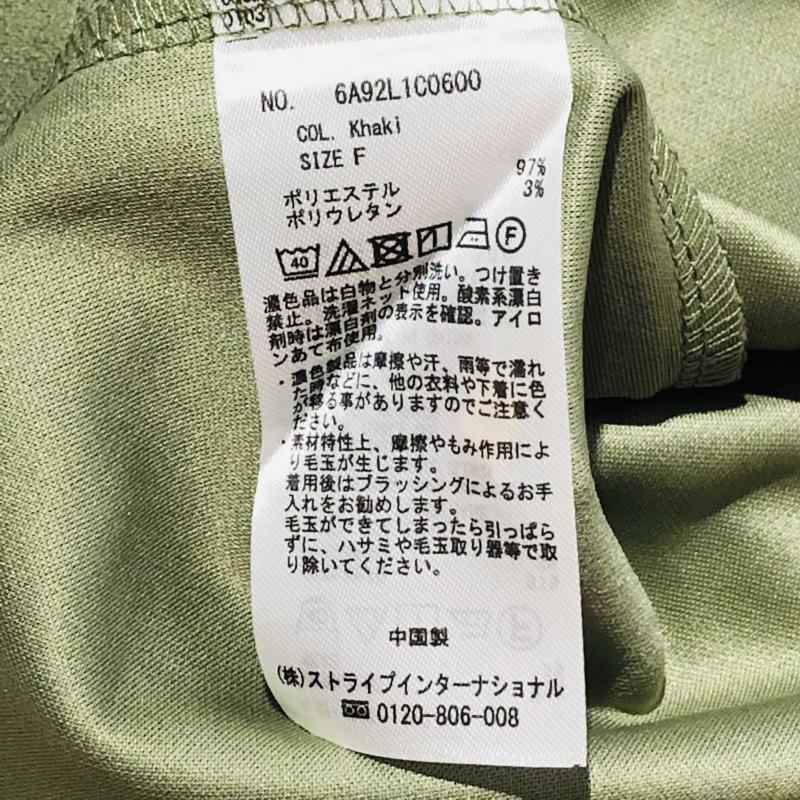 NO. 6A92L1C0600
COL. Khaki
SIZE F
ポリエステル 97%
ポリウレタン 3%
40 F
濃色品は白物と分別洗い。つけ置き
禁止。洗濯ネット使用。酸素系漂白
剤時は漂白剤の表示を確認。アイロ
ンあて布使用。
・濃色製品は摩擦や汗、雨等で濡れ
た時などに、他の衣料や下着に色
が移る事がありますのでご注意く
ださい。
・素材特性上、摩擦やもみ作用によ
り毛玉が生じます。
着用後はブラッシングによるお手
入れをお勧めします。
毛玉ができてしまったら引っぱら
ずに、ハサミや毛玉取り器等で取
り除いてください。
中国製
(株)ストライプインターナショナル
0120-806-008